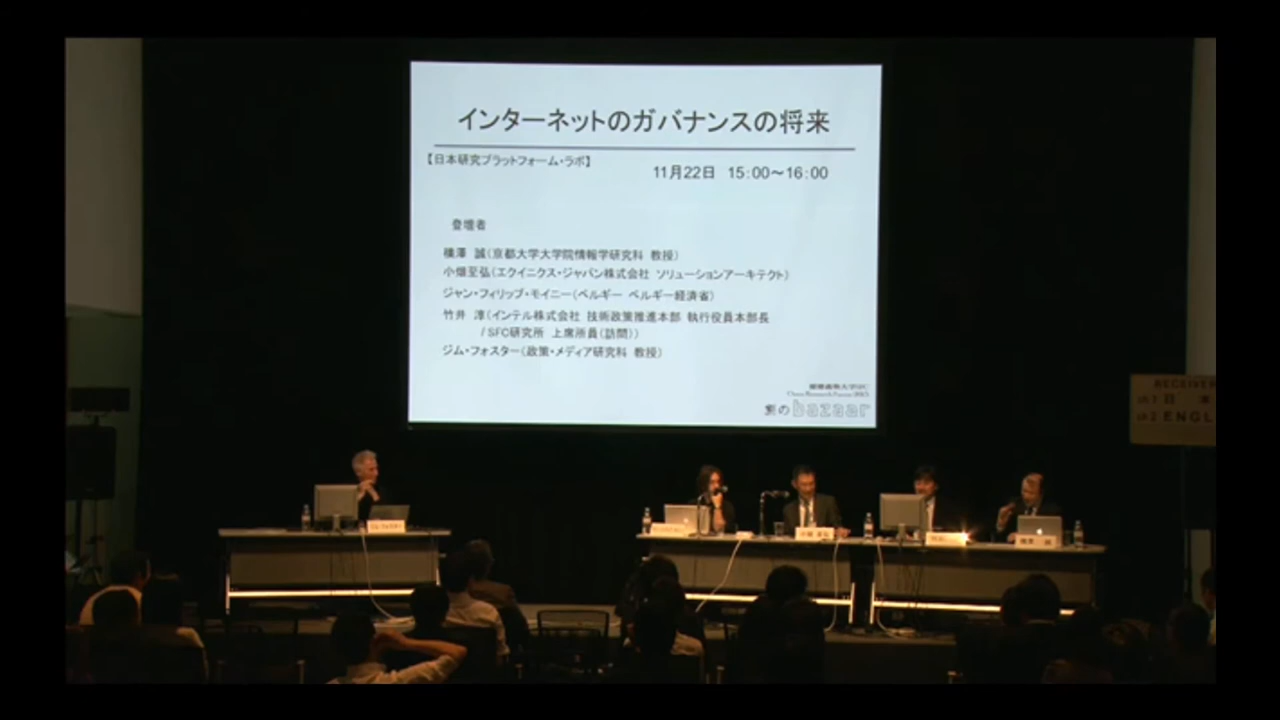 インターネットのガバナンスの将来
【日本研究プラットフォーム・ラボ】
11月22日 15:00～16:00
登壇者
横澤 誠(京都大学大学院情報学研究科 教授)
小畑至弘(エクイニクス・ジャパン株式会社 ソリューションアーキテクト)
ジャン・フィリップ・モイニー(ベルギー ベルギー経済省)
竹井 淳(インテル株式会社 技術政策推進本部 執行役員本部長
/ SFC研究所 上席所員(訪問))
ジム・フォスター(政策・メディア研究科 教授)
bazaar
RECEIVER
ENGL